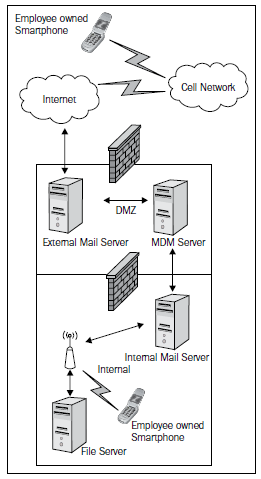 Employee owned
Smartphone
Internet
Cell Network
DMZ
External Mail Server
MDM Server
Internal Mail Server
Internal
Employee owned
Smartphone
File Server